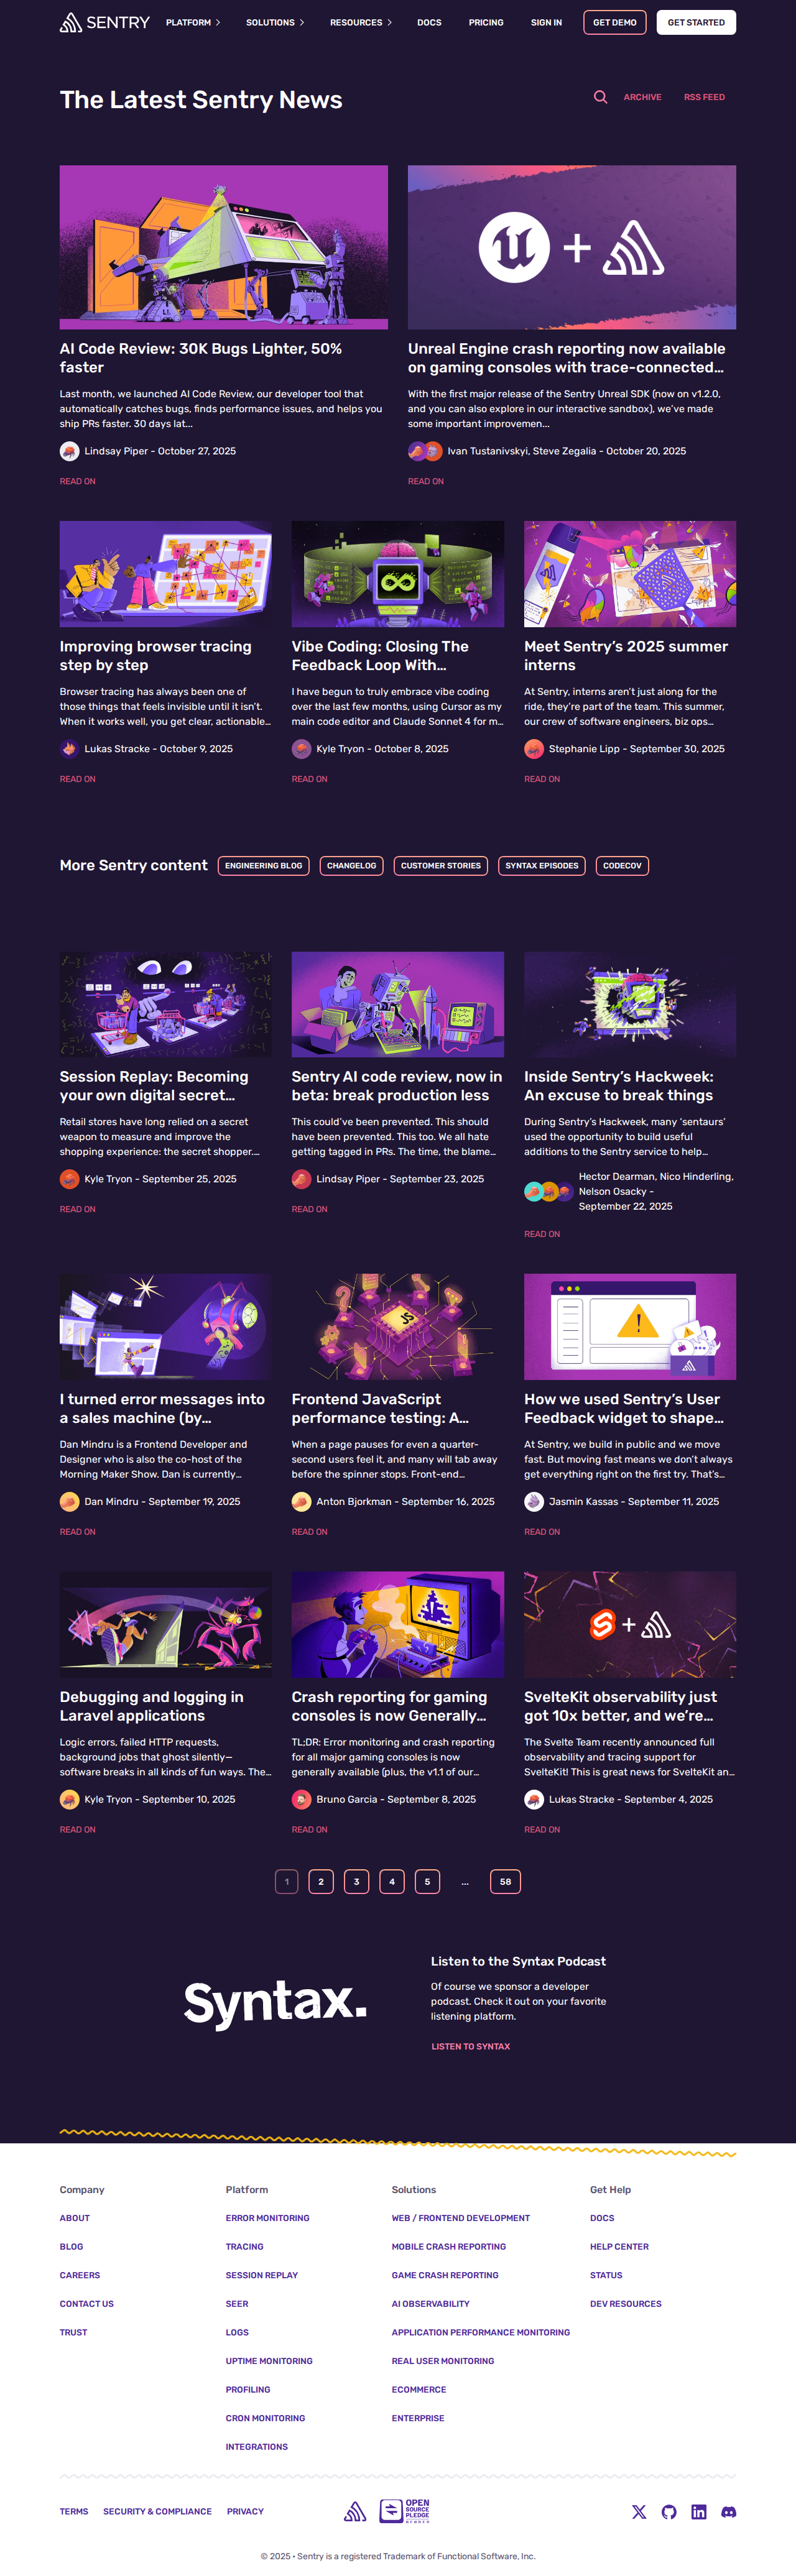 SENTRY
PLATFORM
SOLUTIONS
RESOURCES
DOCS
PRICING
SIGN IN
GET DEMO
GET STARTED
The Latest Sentry News
ARCHIVE
RSS FEED
AI Code Review: 30K Bugs Lighter, 50%
faster
Last month, we launched AI Code Review, our developer tool that
automatically catches bugs, finds performance issues, and helps you
ship PRs faster. 30 days lat...
Lindsay Piper - October 27, 2025
READ ON
Unreal Engine crash reporting now available
on gaming consoles with trace-connected…
With the first major release of the Sentry Unreal SDK (now on v1.2.0,
and you can also explore in our interactive sandbox), we've made
some important improvemen...
Ivan Tustanivskyi, Steve Zegalia - October 20, 2025
READ ON
Improving browser tracing
step by step
Browser tracing has always been one of
those things that feels invisible until it isn't.
When it works well, you get clear, actionable…
Lukas Stracke - October 9, 2025
READ ON
Vibe Coding: Closing The
Feedback Loop With…
I have begun to truly embrace vibe coding
over the last few months, using Cursor as my
main code editor and Claude Sonnet 4 for m…
Kyle Tryon - October 8, 2025
READ ON
Meet Sentry's 2025 summer
interns
At Sentry, interns aren't just along for the
ride, they're part of the team. This summer,
our crew of software engineers, biz ops…
Stephanie Lipp - September 30, 2025
READ ON
More Sentry content
ENGINEERING BLOG
CHANGELOG
CUSTOMER STORIES
SYNTAX EPISODES
CODECOV
Session Replay: Becoming
your own digital secret…
Retail stores have long relied on a secret
weapon to measure and improve the
shopping experience: the secret shopper.…
Kyle Tryon - September 25, 2025
READ ON
Sentry AI code review, now in
beta: break production less
This could've been prevented. This should
have been prevented. This too. We all hate
getting tagged in PRs. The time, the blame…
Lindsay Piper - September 23, 2025
READ ON
Inside Sentry's Hackweek:
An excuse to break things
During Sentry's Hackweek, many 'sentaurs'
used the opportunity to build useful
additions to the Sentry service to help…
Hector Dearman, Nico Hinderling,
Nelson Osacky -
September 22, 2025
READ ON
I turned error messages into
a sales machine (by…
Dan Mindru is a Frontend Developer and
Designer who is also the co-host of the
Morning Maker Show. Dan is currently…
Dan Mindru - September 19, 2025
READ ON
Frontend JavaScript
performance testing: A…
When a page pauses for even a quarter-
second users feel it, and many will tab away
before the spinner stops. Front-end…
Anton Bjorkman - September 16, 2025
READ ON
How we used Sentry's User
Feedback widget to shape…
At Sentry, we build in public and we move
fast. But moving fast means we don't always
get everything right on the first try. That's…
Jasmin Kassas - September 11, 2025
READ ON
Debugging and logging in
Laravel applications
Logic errors, failed HTTP requests,
background jobs that ghost silently—
software breaks in all kinds of fun ways. The…
Kyle Tryon - September 10, 2025
READ ON
Crash reporting for gaming
consoles is now Generally…
TL;DR: Error monitoring and crash reporting
for all major gaming consoles is now
generally available (plus, the v1.1 of our…
Bruno Garcia - September 8, 2025
READ ON
SvelteKit observability just
got 10x better, and we're…
The Svelte Team recently announced full
observability and tracing support for
SvelteKit! This is great news for SvelteKit an…
Lukas Stracke - September 4, 2025
READ ON
1
2
3
4
5
...
58
Syntax.
Listen to the Syntax Podcast
Of course we sponsor a developer
podcast. Check it out on your favorite
listening platform.
LISTEN TO SYNTAX
Company
ABOUT
BLOG
CAREERS
CONTACT US
TRUST
Platform
ERROR MONITORING
TRACING
SESSION REPLAY
SEER
LOGS
UPTIME MONITORING
PROFILING
CRON MONITORING
INTEGRATIONS
Solutions
WEB / FRONTEND DEVELOPMENT
MOBILE CRASH REPORTING
GAME CRASH REPORTING
AI OBSERVABILITY
APPLICATION PERFORMANCE MONITORING
REAL USER MONITORING
ECOMMERCE
ENTERPRISE
Get Help
DOCS
HELP CENTER
STATUS
DEV RESOURCES
TERMS
SECURITY & COMPLIANCE
PRIVACY
OPEN
SOURCE
PLEDGE
MEMBER
© 2025 • Sentry is a registered Trademark of Functional Software, Inc.